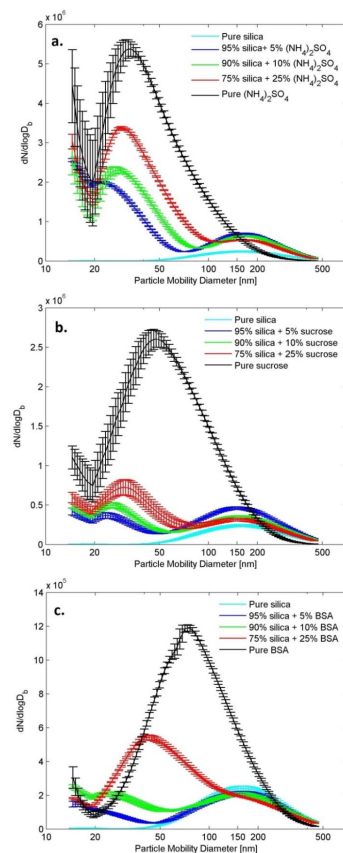 x 10^6
a.
Pure silica
95% silica+ 5% (NH4)2SO4
90% silica + 10% (NH4)2SO4
75% silica + 25% (NH4)2SO4
Pure (NH4)2SO4
dN/dlogDb
6
5
4
3
2
1
0
10 20 50 100 150 200 500
Particle Mobility Diameter [nm]
x 10^6
b.
Pure silica
95% silica + 5% sucrose
90% silica + 10% sucrose
75% silica + 25% sucrose
Pure sucrose
dN/dlogDb
3
2.5
2
1.5
1
0.5
0
10 20 50 100 150 200 500
Particle Mobility Diameter [nm]
x 10^5
c.
Pure silica
95% silica + 5% BSA
90% silica + 10% BSA
75% silica + 25% BSA
Pure BSA
dN/dlogDb
14
12
10
8
6
4
2
0
10 20 50 100 150 200 500
Particle Mobility Diameter [nm]